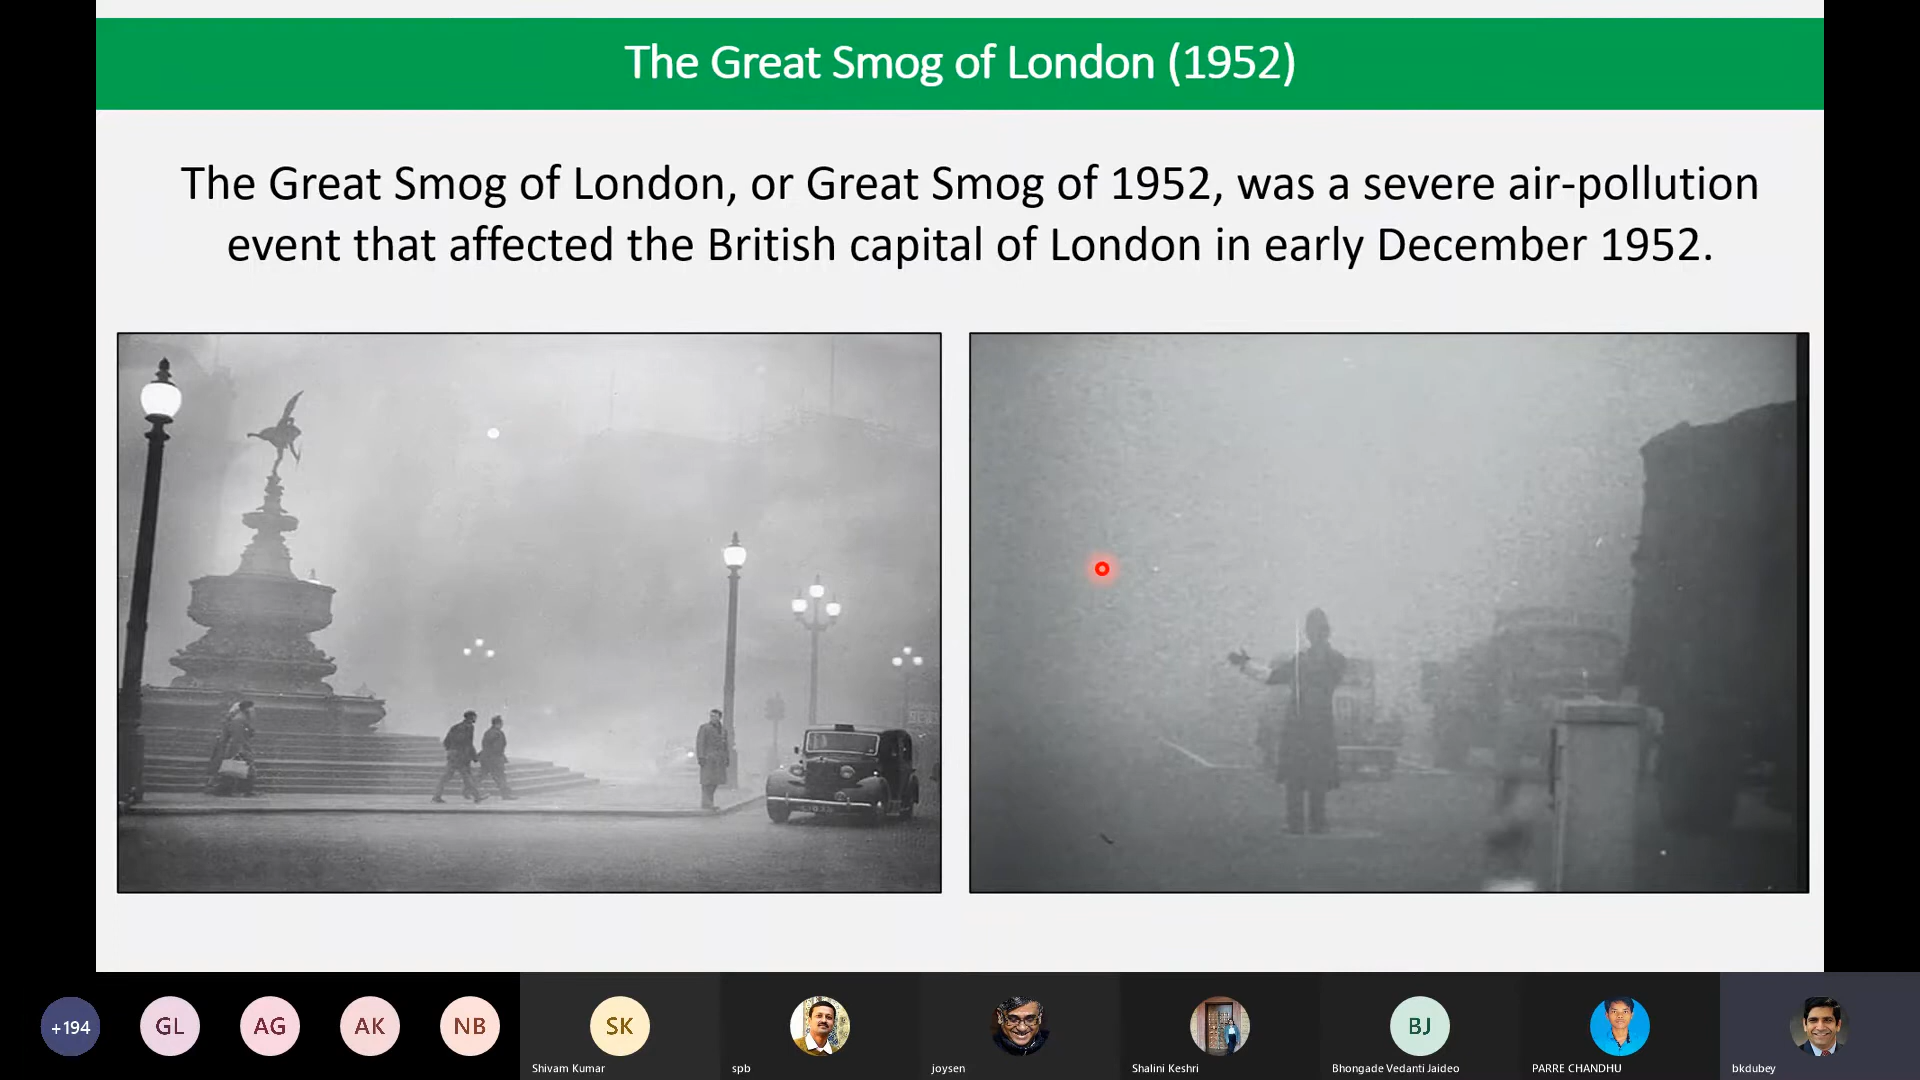 The Great Smog of London (1952)
The Great Smog of London, or Great Smog of 1952, was a severe air-pollution
event that affected the British capital of London in early December 1952.
+194
GL
AG
AK
NB
SK
BJ
Shivam Kumar
spb
joysen
Shalini Keshri
Bhongade Vedanti Jaideo
PARRE CHANDHU
bkdubey